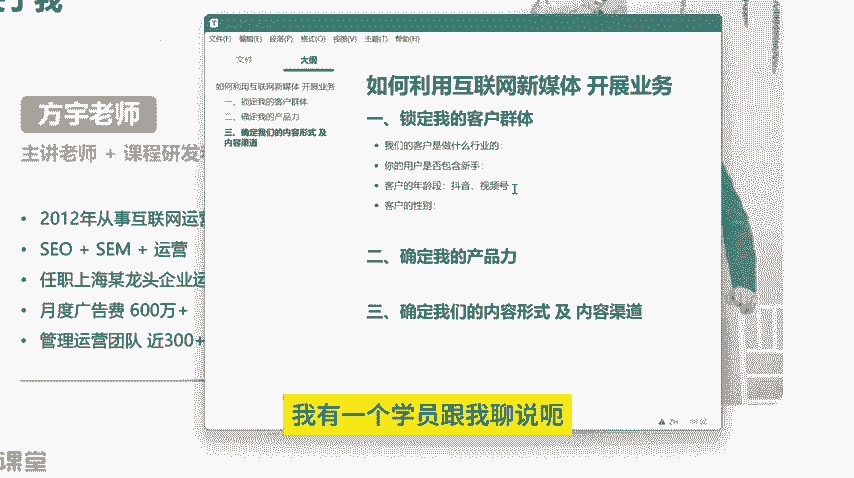 于我
方宇老师
主讲老师 + 课程研发
• 2012年从事互联网运营
• SEO + SEM + 运营
• 任职上海某龙头企业运
• 月度广告费 600万+
• 管理运营团队 近300+
课堂
文件(F) 编辑(E) 段落(P) 格式(O) 视图(V) 主题(T) 帮助(H)
文件 大纲
如何利用互联网新媒体 开展业务
一、锁定我的客户群体
二、确定我的产品力
三、确定我们的内容形式 及
内容渠道
如何利用互联网新媒体 开展业务
一、锁定我的客户群体
• 我们的客户是做什么行业的:
• 你的用户是否包含新手:
• 客户的年龄段：抖音、视频号
• 客户的性别:
二、确定我的产品力
三、确定我们的内容形式 及 内容渠道
我有一个学员跟我聊说呃